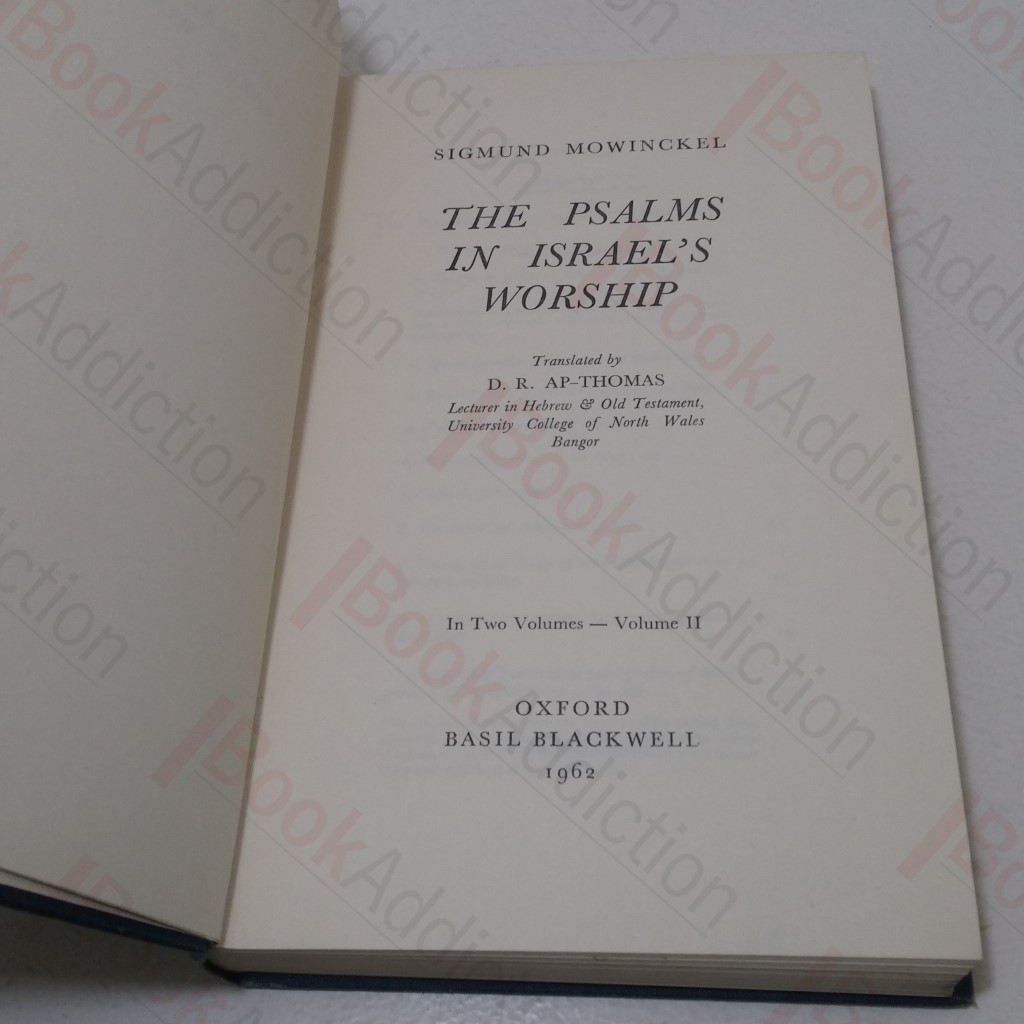 SIGMUND MOWINCKEL
THE PSALMS
IN ISRAEL'S
WORSHIP
Translated by
D. R. AP-THOMAS
Lecturer in Hebrew & Old Testament,
University College of North Wales
Bangor
In Two Volumes — Volume II
OXFORD
BASIL BLACKWELL
1962
BookAddiction